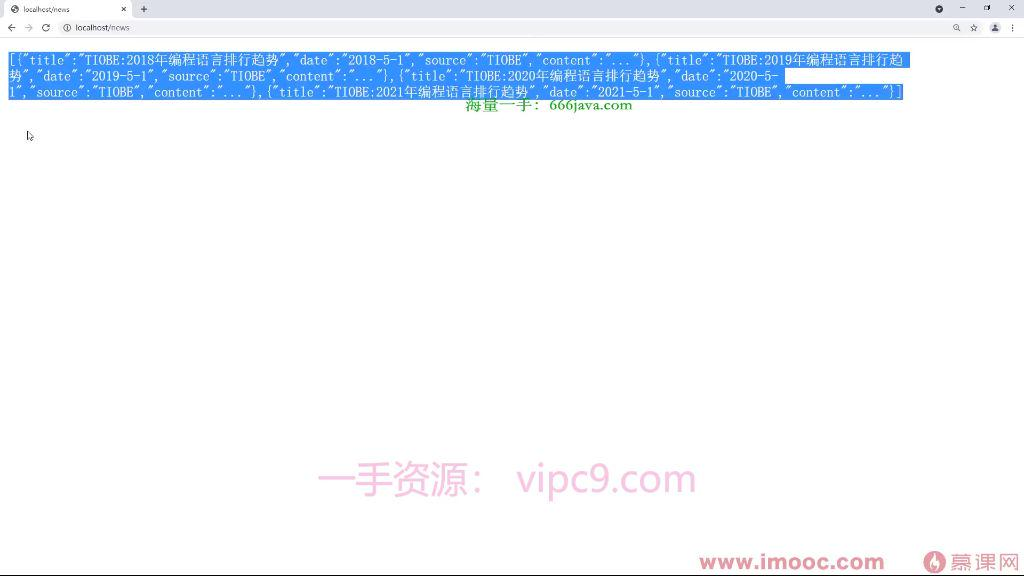 localhost/news
localhost/news
[{"title":"TIOBE:2018年编程语言排行趋势","date":"2018-5-1","source":"TIOBE","content":"..."},{"title":"TIOBE:2019年编程语言排行趋
势","date":"2019-5-1","source":"TIOBE","content":"..."},{"title":"TIOBE:2020年编程语言排行趋势","date":"2020-5-
1","source":"TIOBE","content":"..."},{"title":"TIOBE:2021年编程语言排行趋势","date":"2021-5-1","source":"TIOBE","content":"..."}]
海量一手：666java.com
一手资源： vipc9.com
www.imooc.com 慕课网